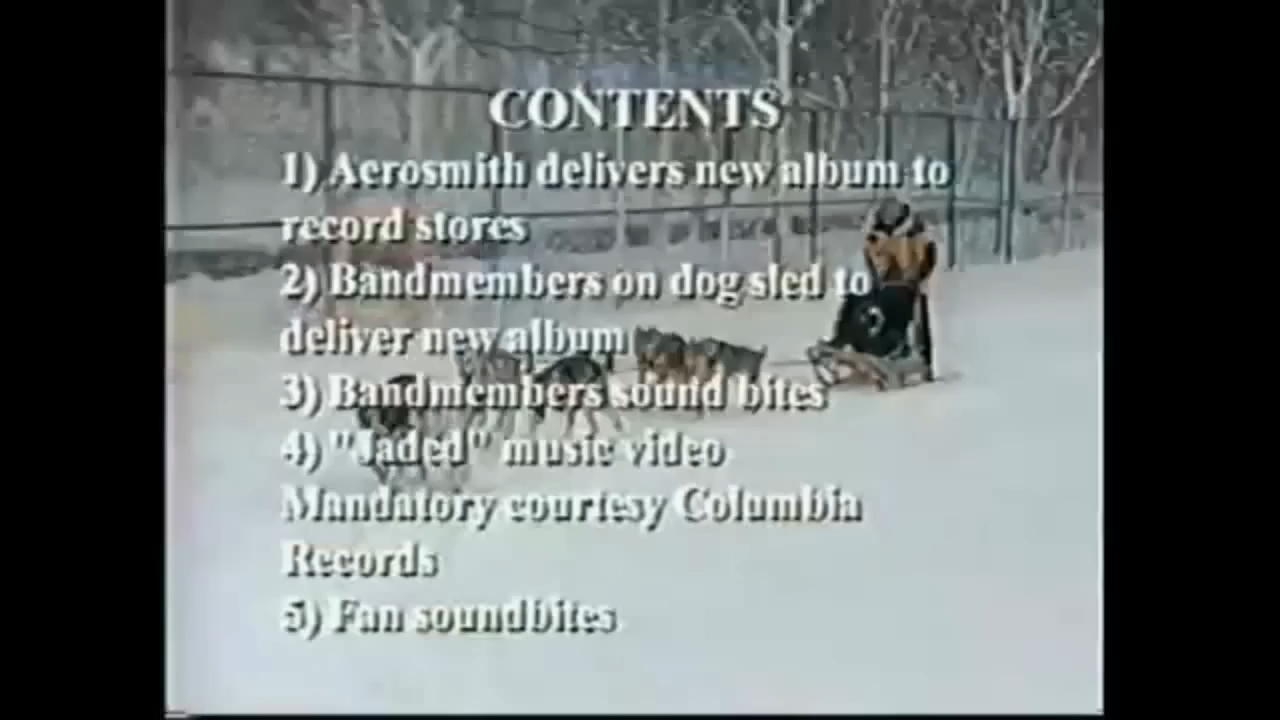 CONTENTS
1) Aerosmith delivers new album to
record stores
2) Bandmembers on dog sled to
deliver new album
3) Bandmembers sound bites
4) "Jaded" music video
Mandatory courtesy Columbia
Records
5) Fan soundbites